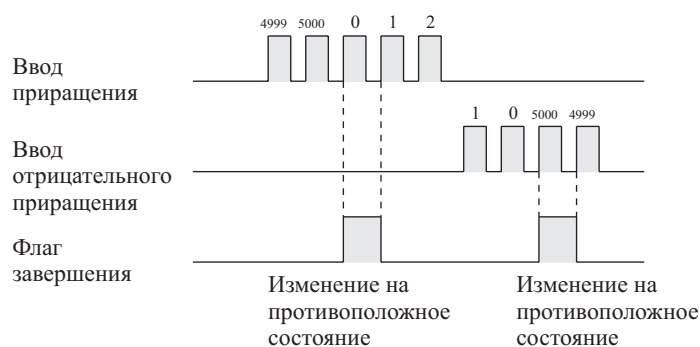 4999 5000 0 1 2
Ввод
приращения
1 0 5000 4999
Ввод
отрицательного
приращения
Флаг
завершения
Изменение на
противоположное
состояние
Изменение на
противоположное
состояние